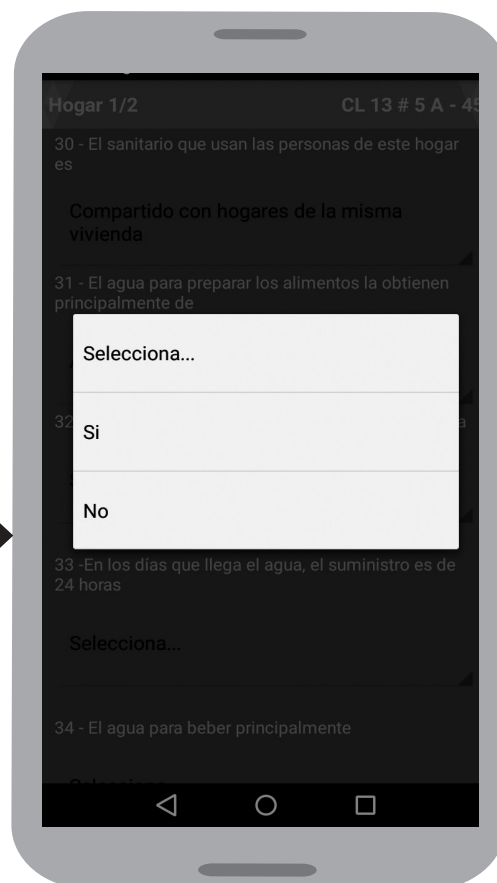 Hogar 1/2 CL 13 # 5 A - 45
30 - El sanitario que usan las personas de este hogar
es
Compartido con hogares de la misma
vivienda
31 - El agua para preparar los alimentos la obtienen
principalmente de
Selecciona...
32
Si
No
33 -En los días que llega el agua, el suministro es de
24 horas
Selecciona...
34 - El agua para beber principalmente